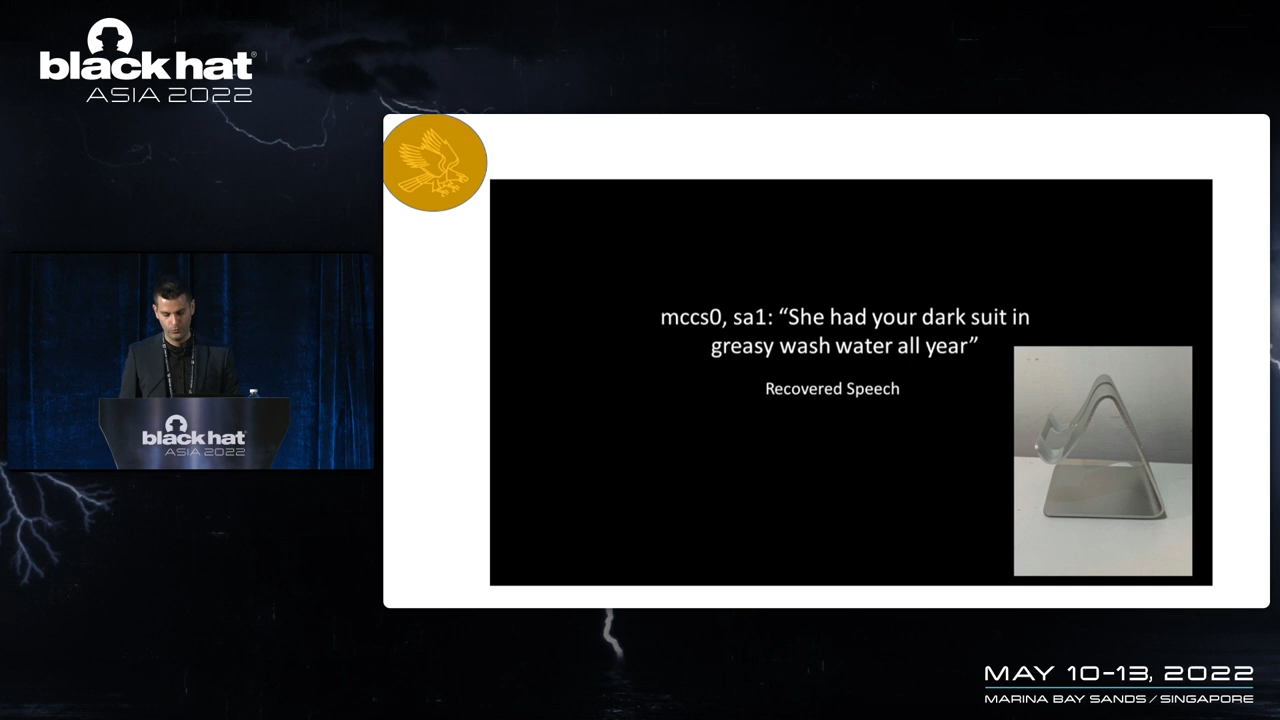 black hat®
ASIA 2022
mccs0, sa1: “She had your dark suit in
greasy wash water all year”
Recovered Speech
black hat
ASIA 2022
MAY 10-13, 2022
MARINA BAY SANDS / SINGAPORE